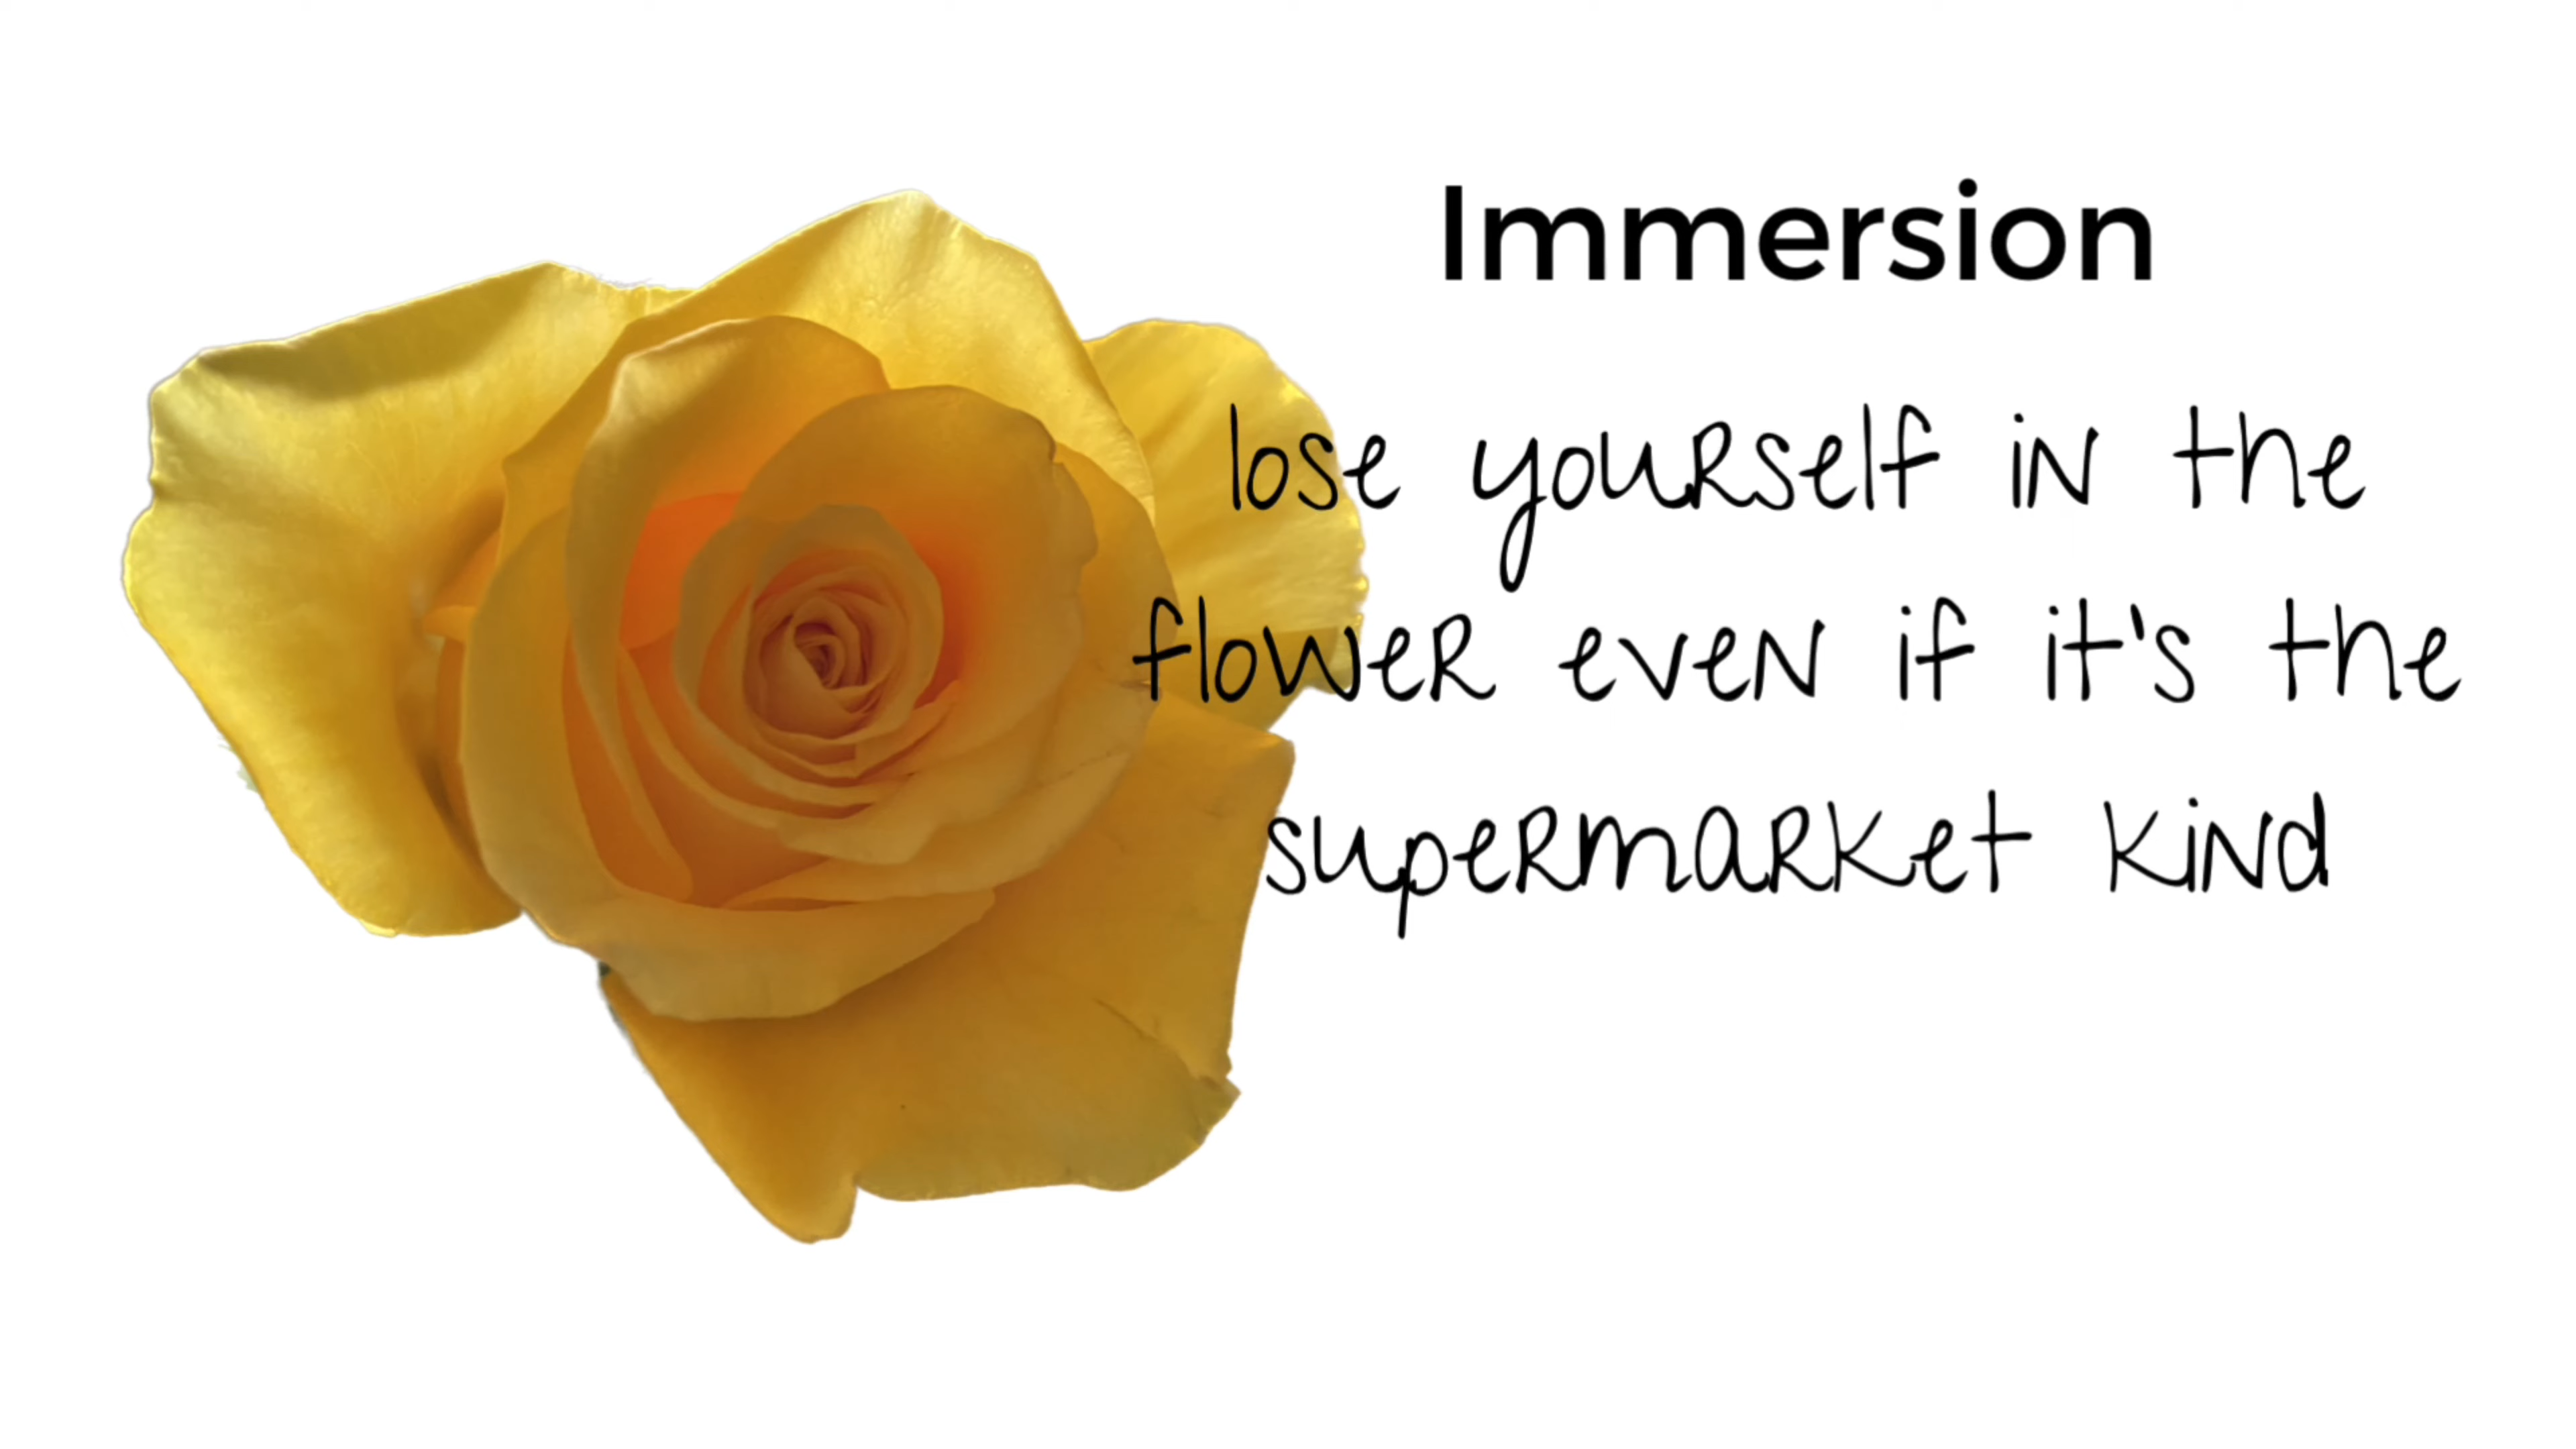 Immersion
lose yourself in the
flower even if it's the
supermarket kind